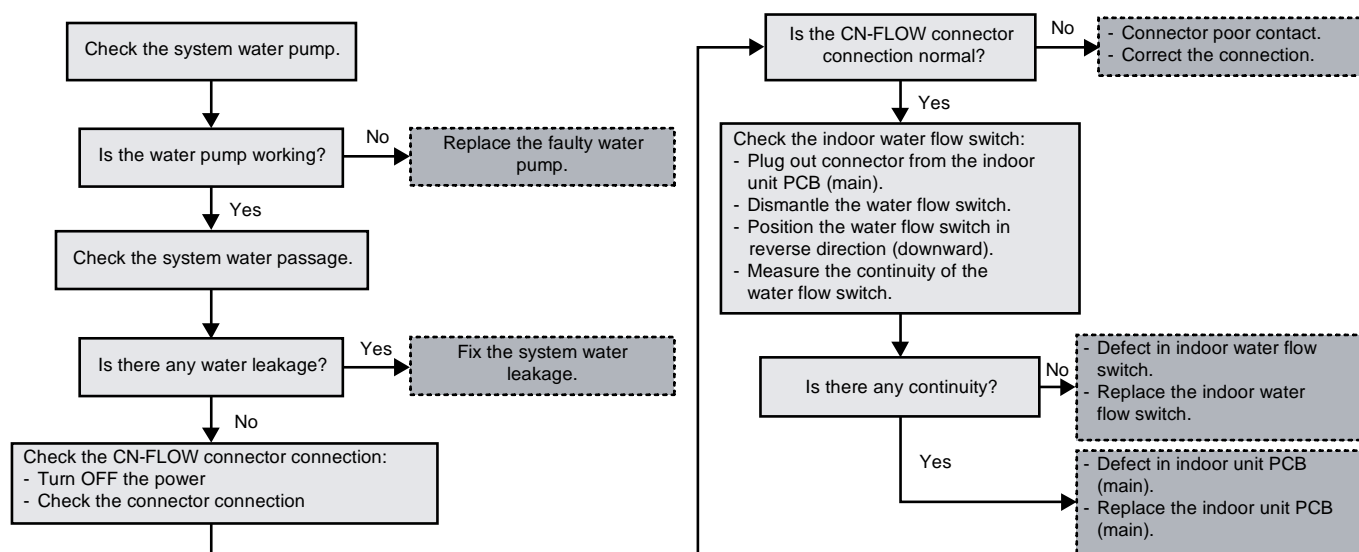 Check the system water pump.
Is the water pump working?
No
Replace the faulty water
pump.
Yes
Check the system water passage.
Is there any water leakage?
Yes
Fix the system water
leakage.
No
Check the CN-FLOW connector connection:
- Turn OFF the power
- Check the connector connection
Is the CN-FLOW connector
connection normal?
No
- Connector poor contact.
- Correct the connection.
Yes
Check the indoor water flow switch:
- Plug out connector from the indoor
unit PCB (main).
- Dismantle the water flow switch.
- Position the water flow switch in
reverse direction (downward).
- Measure the continuity of the
water flow switch.
Is there any continuity?
No
- Defect in indoor water flow
switch.
- Replace the indoor water
flow switch.
Yes
- Defect in indoor unit PCB
(main).
- Replace the indoor unit PCB
(main).